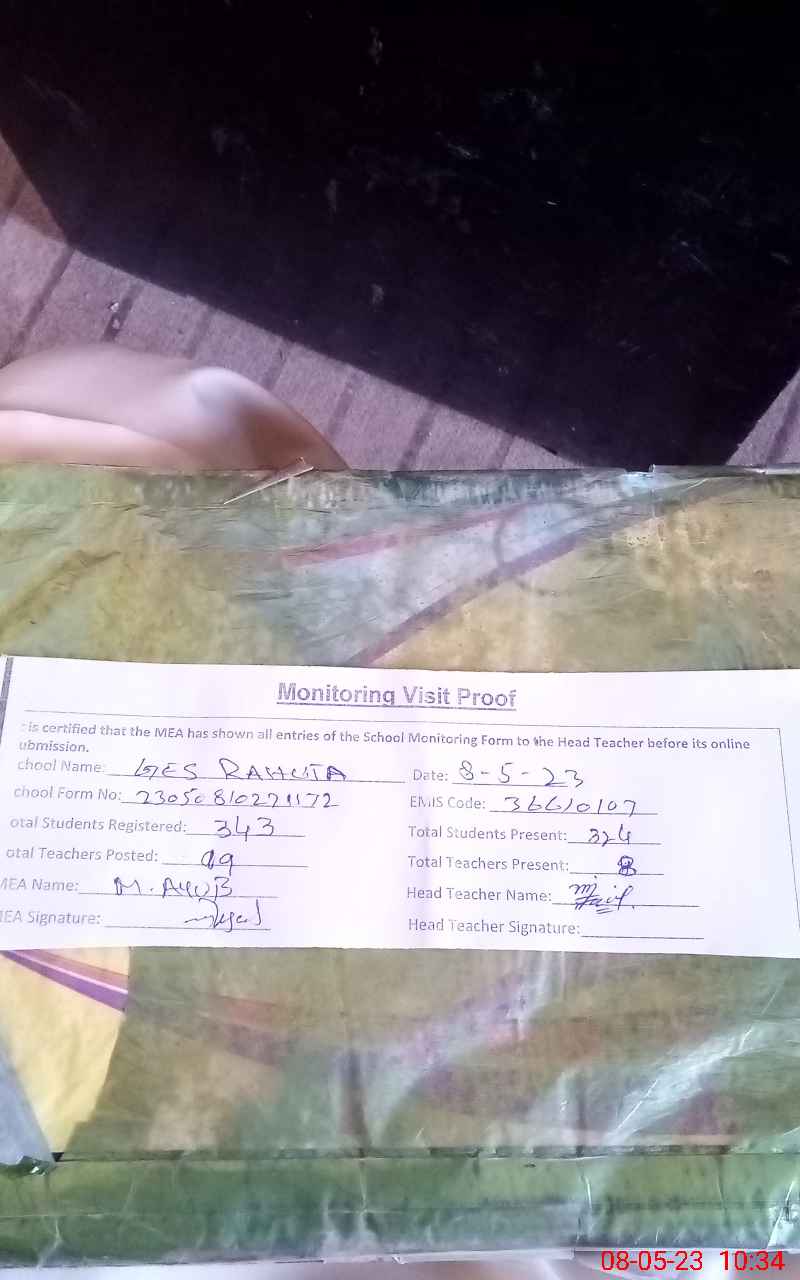 Monitoring Visit Proof
is certified that the MEA has shown all entries of the School Monitoring Form to the Head Teacher before its online
ubmission.
chool Name: GES RAHUTA Date: 8-5-23
chool Form No: EMIS Code: 36610107
otal Students Registered: 343 Total Students Present: 324
otal Teachers Posted: 09 Total Teachers Present: 8
MEA Name: M. AYUB Head Teacher Name:
MEA Signature: Head Teacher Signature:
08-05-23 10:34